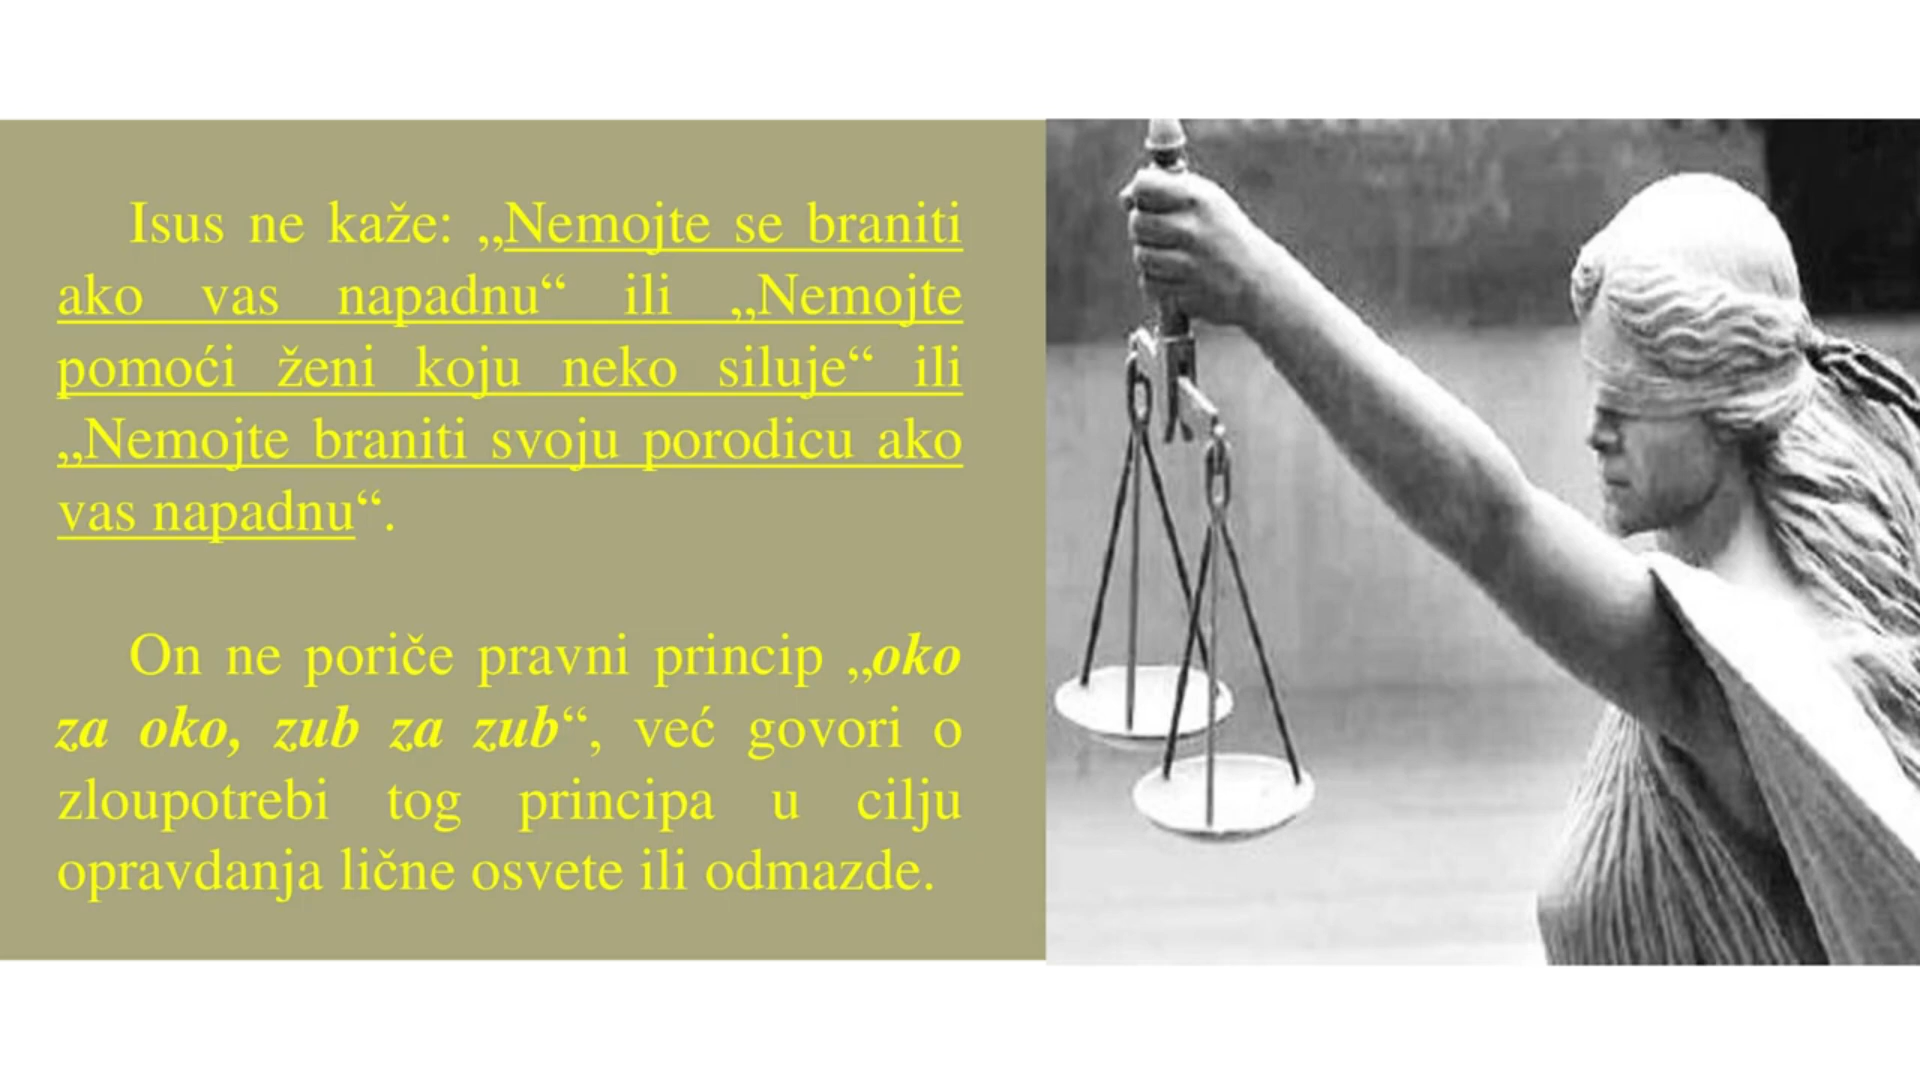 Isus ne kaže: „Nemojte se braniti
ako vas napadnu“ ili „Nemojte
pomoći ženi koju neko siluje“ ili
„Nemojte braniti svoju porodicu ako
vas napadnu“.
On ne poriče pravni princip „oko
za oko, zub za zub“, već govori o
zloupotrebi tog principa u cilju
opravdanja lične osvete ili odmazde.